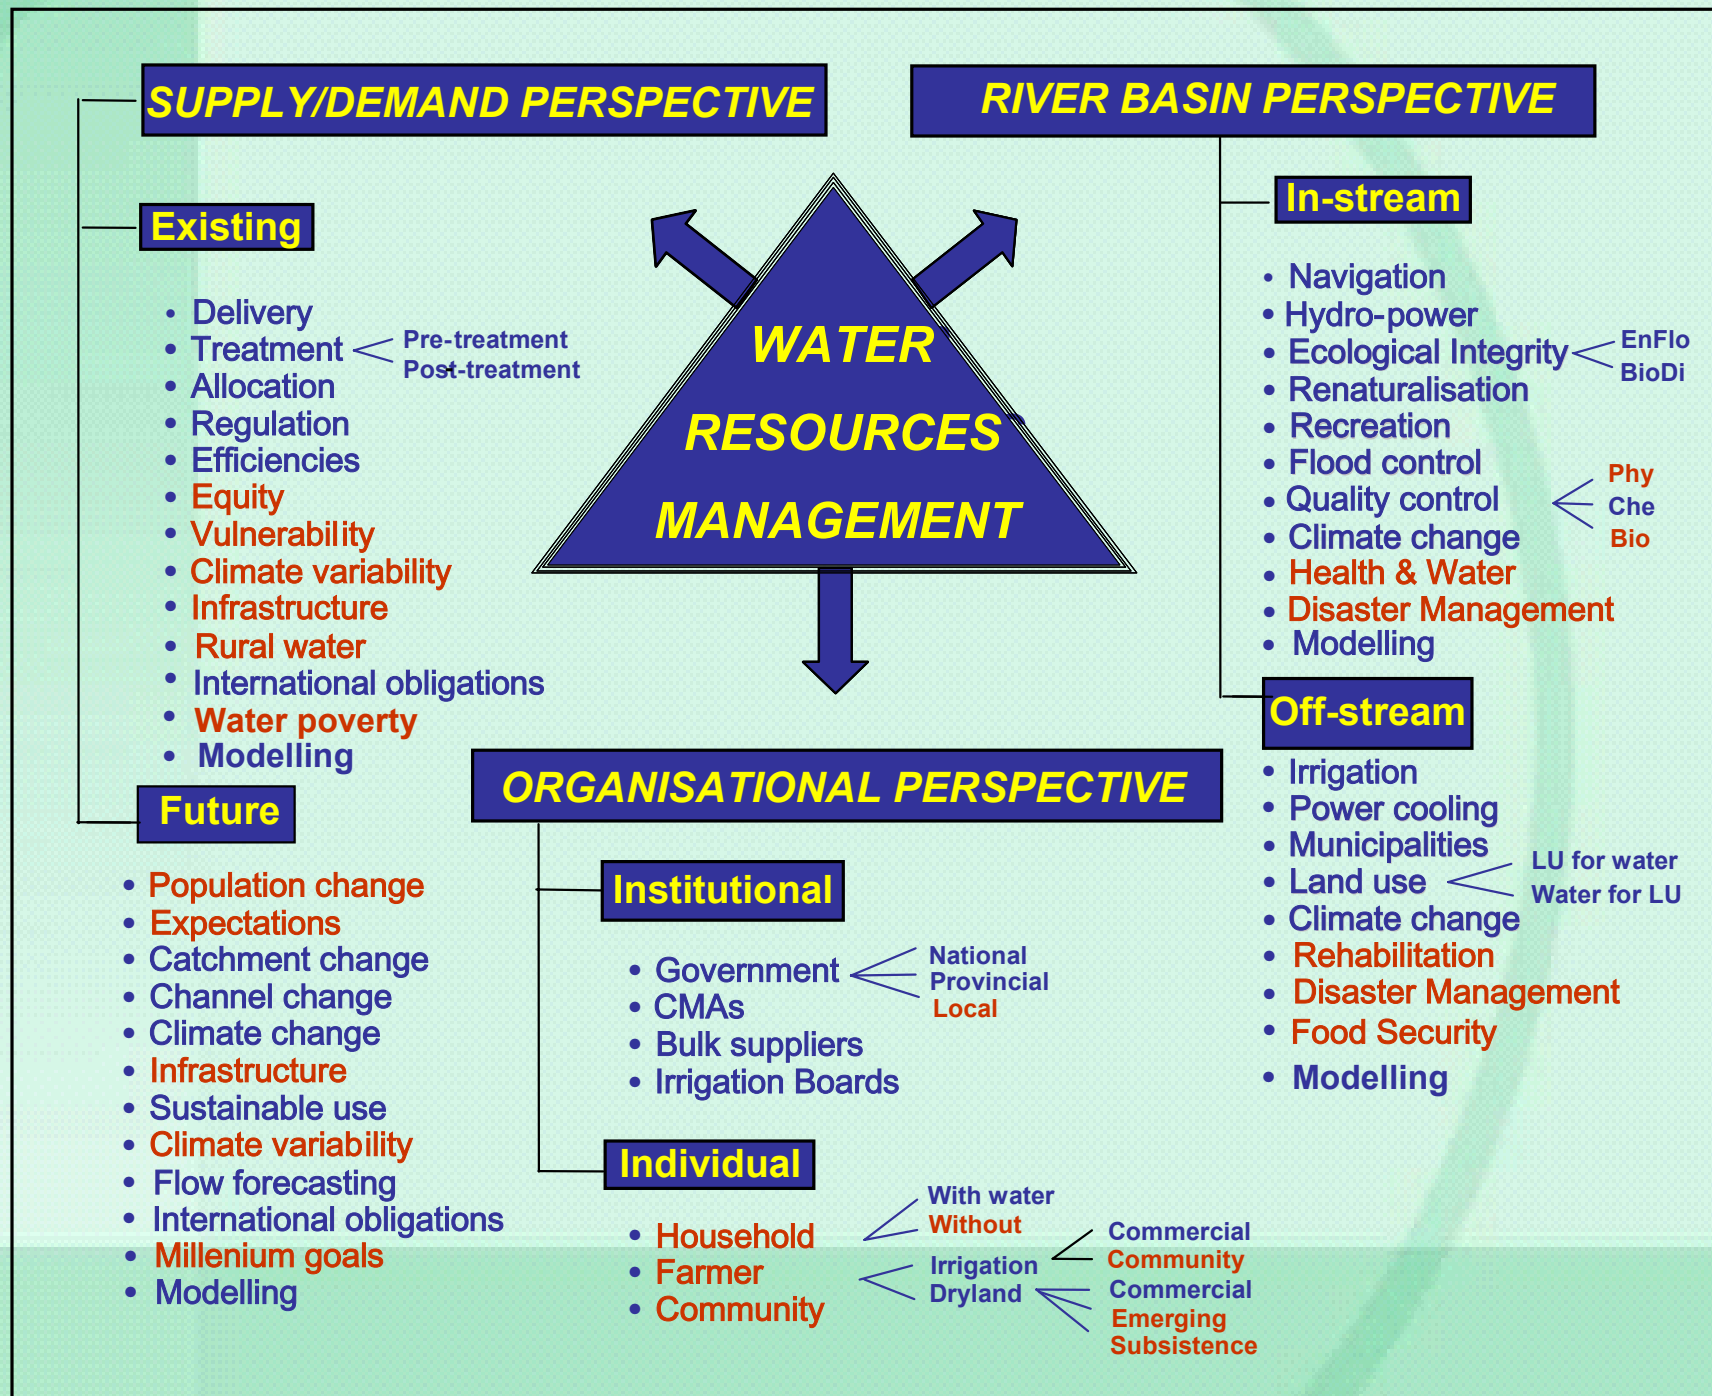 SUPPLY/DEMAND PERSPECTIVE
Existing
• Delivery
• Treatment
Pre-treatment
Post-treatment
• Allocation
• Regulation
• Efficiencies
• Equity
• Vulnerability
• Climate variability
• Infrastructure
• Rural water
• International obligations
• Water poverty
• Modelling
Future
• Population change
• Expectations
• Catchment change
• Channel change
• Climate change
• Infrastructure
• Sustainable use
• Climate variability
• Flow forecasting
• International obligations
• Millenium goals
• Modelling
WATER
RESOURCES
MANAGEMENT
ORGANISATIONAL PERSPECTIVE
Institutional
• Government
National
Provincial
Local
• CMAs
• Bulk suppliers
• Irrigation Boards
Individual
• Household
With water
Without
• Farmer
Irrigation
Commercial
Community
Dryland
Commercial
Emerging
Subsistence
• Community
RIVER BASIN PERSPECTIVE
In-stream
• Navigation
• Hydro-power
• Ecological Integrity
EnFlo
BioDi
• Renaturalisation
• Recreation
• Flood control
• Quality control
Phy
Che
Bio
• Climate change
• Health & Water
• Disaster Management
• Modelling
Off-stream
• Irrigation
• Power cooling
• Municipalities
• Land use
LU for water
Water for LU
• Climate change
• Rehabilitation
• Disaster Management
• Food Security
• Modelling